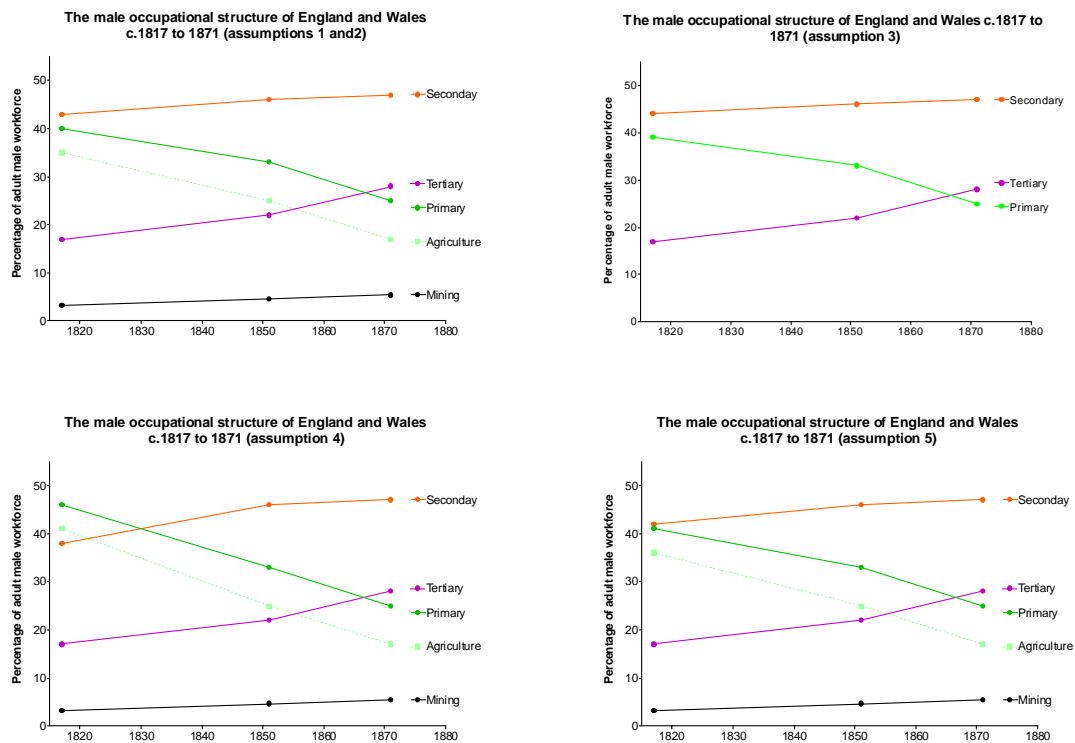 The male occupational structure of England and Wales
c.1817 to 1871 (assumptions 1 and2)
Percentage of adult male workforce
50
40
30
20
10
0
1820 1830 1840 1850 1860 1870 1880
Seconday
Tertiary
Primary
Agriculture
Mining
The male occupational structure of England and Wales c.1817 to
1871 (assumption 3)
Percentage of adult male workforce
50
40
30
20
10
0
1820 1830 1840 1850 1860 1870 1880
Secondary
Tertiary
Primary
The male occupational structure of England and Wales
c.1817 to 1871 (assumption 4)
Percentage of adult male workforce
50
40
30
20
10
0
1820 1830 1840 1850 1860 1870 1880
Seconday
Tertiary
Primary
Agriculture
Mining
The male occupational structure of England and Wales
c.1817 to 1871 (assumption 5)
Percentage of adult male workforce
50
40
30
20
10
0
1820 1830 1840 1850 1860 1870 1880
Seconday
Tertiary
Primary
Agriculture
Mining